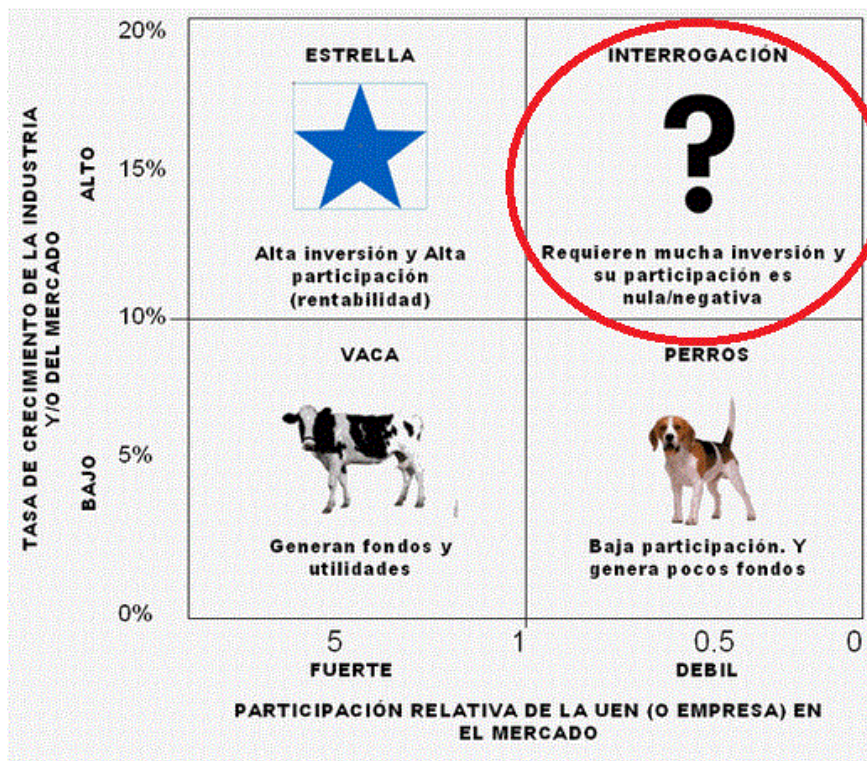 20%
ESTRELLA
INTERROGACIÓN
?
15%
ALTO
Alta inversión y Alta
participación
(rentabilidad)
Requieren mucha inversión y
su participación es
nula/negativa
TASA DE CRECIMIENTO DE LA INDUSTRIA
Y/O DEL MERCADO
10%
VACA
PERROS
5%
BAJO
Generan fondos y
utilidades
Baja participación. Y
genera pocos fondos
0%
5
1
0.5
0
FUERTE
DEBIL
PARTICIPACIÓN RELATIVA DE LA UEN (O EMPRESA) EN
EL MERCADO